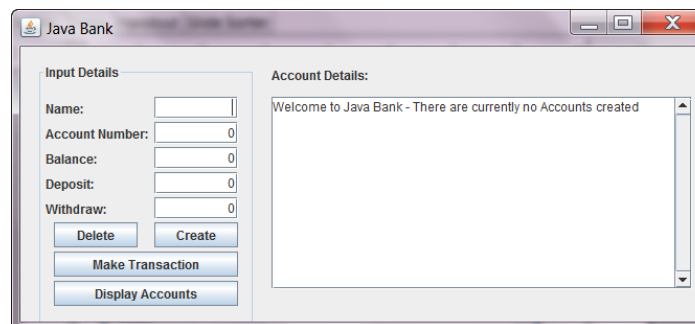 Java Bank
Input Details
Name:
Account Number: 0
Balance: 0
Deposit: 0
Withdraw: 0
Delete Create
Make Transaction
Display Accounts
Account Details:
Welcome to Java Bank - There are currently no Accounts created